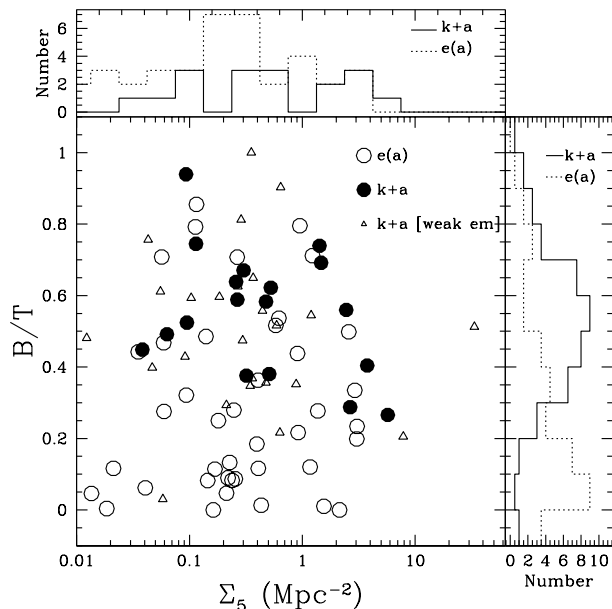 Number
6
4
2
0
k+a
e(a)
B/T
1
0.8
0.6
0.4
0.2
0
e(a)
k+a
k+a [weak em]
k+a
e(a)
0.01
0.1
1
10
Σ5 (Mpc−2)
0 2 4 6 8 10
Number